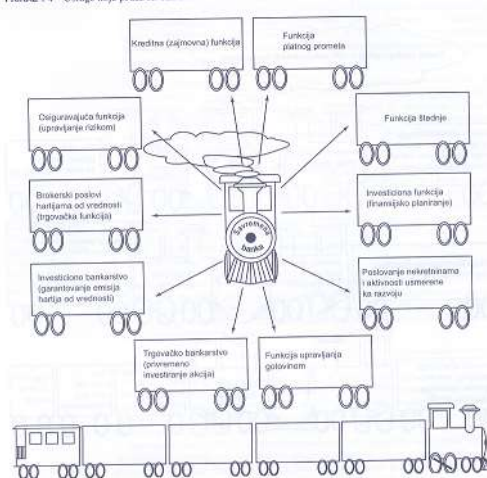 Kreditna (zajmovna) funkcija
Funkcija
platnog prometa
Osiguravajuća funkcija
(upravljanje rizikom)
Funkcija štednje
Brokerski poslovi
hartijama od vrednosti
(trgovačka funkcija)
Investiciona funkcija
(finansijsko planiranje)
Savremena
banka
Investiciono bankarstvo
(garantovanje emisija
hartija od vrednosti)
Poslovanje nekretninama
i aktivnosti usmerene
ka razvoju
Trgovačko bankarstvo
(privremeno
investiranje akcija)
Funkcija upravljanja
gotovinom